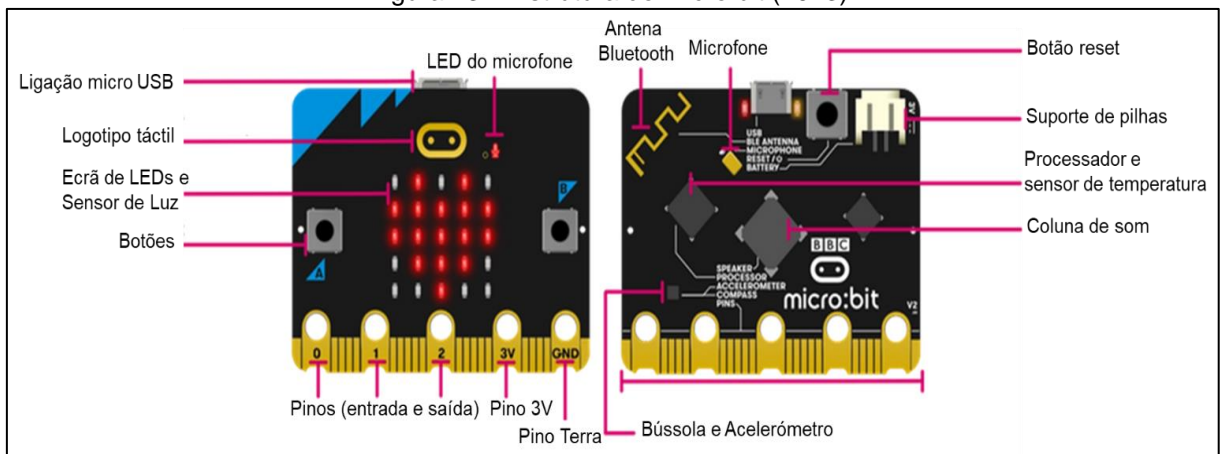 Ligação micro USB
LED do microfone
Antena
Bluetooth
Microfone
Botão reset
Logotipo táctil
Suporte de pilhas
Ecrã de LEDs e
Sensor de Luz
Processador e
sensor de temperatura
Botões
Coluna de som
B
A
0 1 2 3V GND
USB
BLE ANTENNA
MICROPHONE
RESET /
BATTERY
SPEAKER
PROCESSOR
ACCELEROMETER
COMPASS
PINS
BBC
micro:bit
V2
Pinos (entrada e saída)
Pino 3V
Pino Terra
Bússola e Acelerómetro